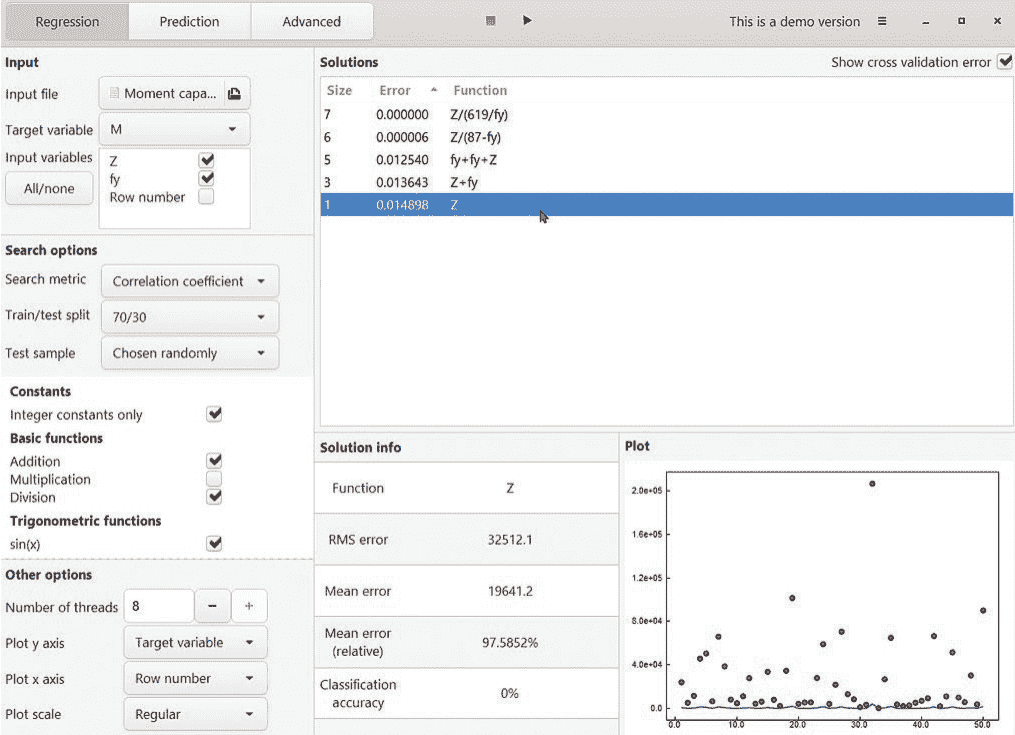 Regression Prediction Advanced This is a demo version
Input
Input file Moment capa...
Target variable M
Input variables Z
fy
Row number
All/none
Search options
Search metric Correlation coefficient
Train/test split 70/30
Test sample Chosen randomly
Constants
Integer constants only
Basic functions
Addition
Multiplication
Division
Trigonometric functions
sin(x)
Other options
Number of threads 8 − +
Plot y axis Target variable
Plot x axis Row number
Plot scale Regular
Solutions Show cross validation error
Size Error Function
7 0.000000 Z/(619/fy)
6 0.000006 Z/(87-fy)
5 0.012540 fy+fy+Z
3 0.013643 Z+fy
1 0.014898 Z
Solution info
Function Z
RMS error 32512.1
Mean error 19641.2
Mean error
(relative) 97.5852%
Classification
accuracy 0%
Plot
2.0e+05
1.6e+05
1.2e+05
8.0e+04
4.0e+04
0.0
0.0 10.0 20.0 30.0 40.0 50.0